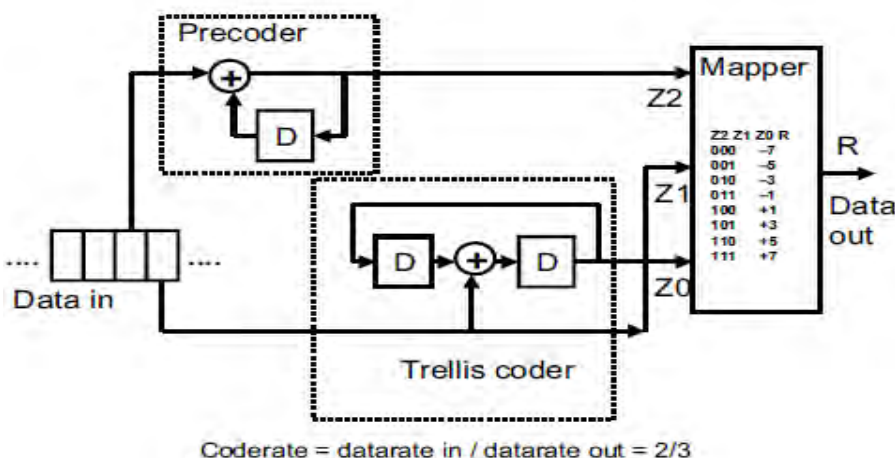 Precoder
+
D
Z2
Mapper
Z2 Z1 Z0 R
000 –7
001 –5
010 –3
011 –1
100 +1
101 +3
110 +5
111 +7
R
Data
out
Z1
Z0
....
....
Data in
D
+
D
Trellis coder
Coderate = datarate in / datarate out = 2/3